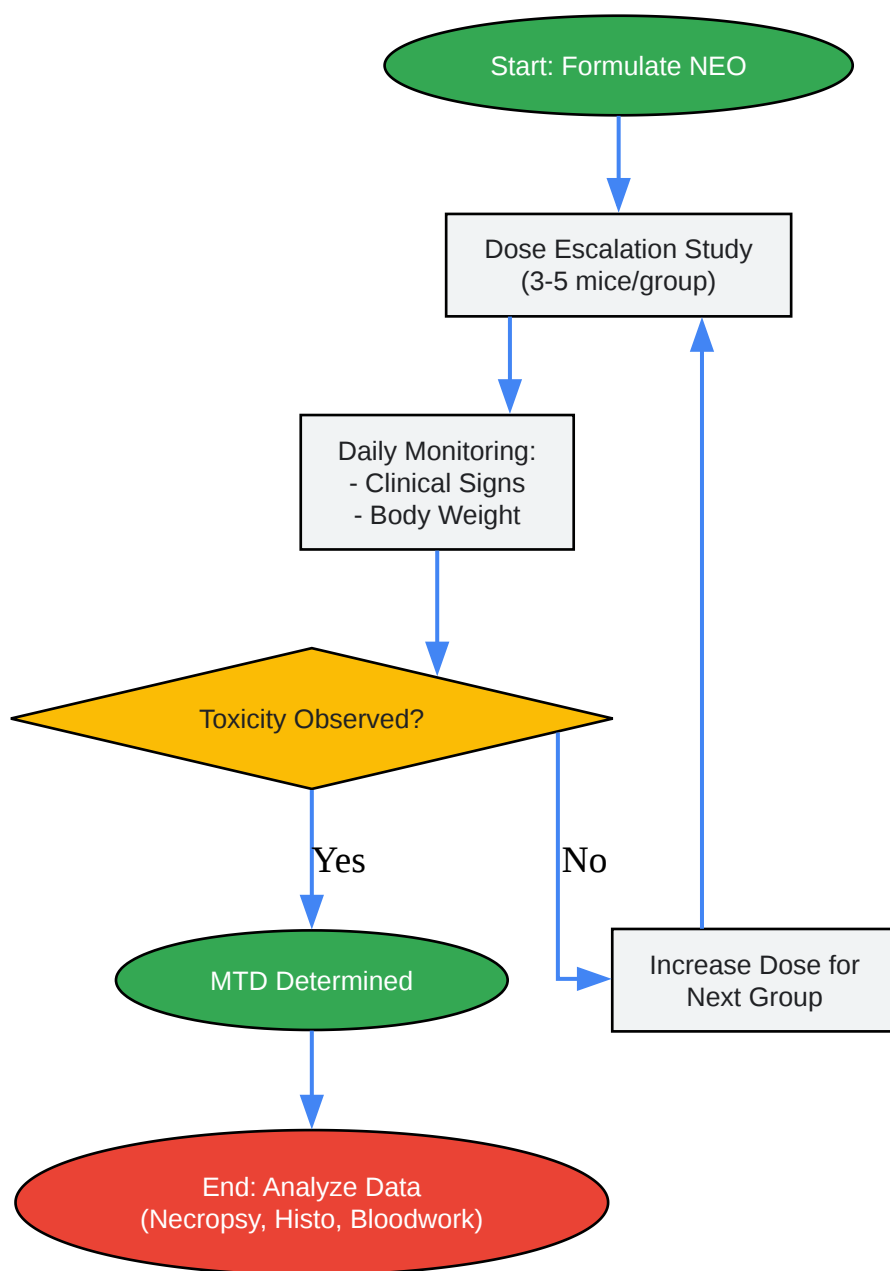 Start: Formulate NEO
Dose Escalation Study
(3-5 mice/group)
Daily Monitoring:
- Clinical Signs
- Body Weight
Toxicity Observed?
Yes
No
MTD Determined
Increase Dose for
Next Group
End: Analyze Data
(Necropsy, Histo, Bloodwork)